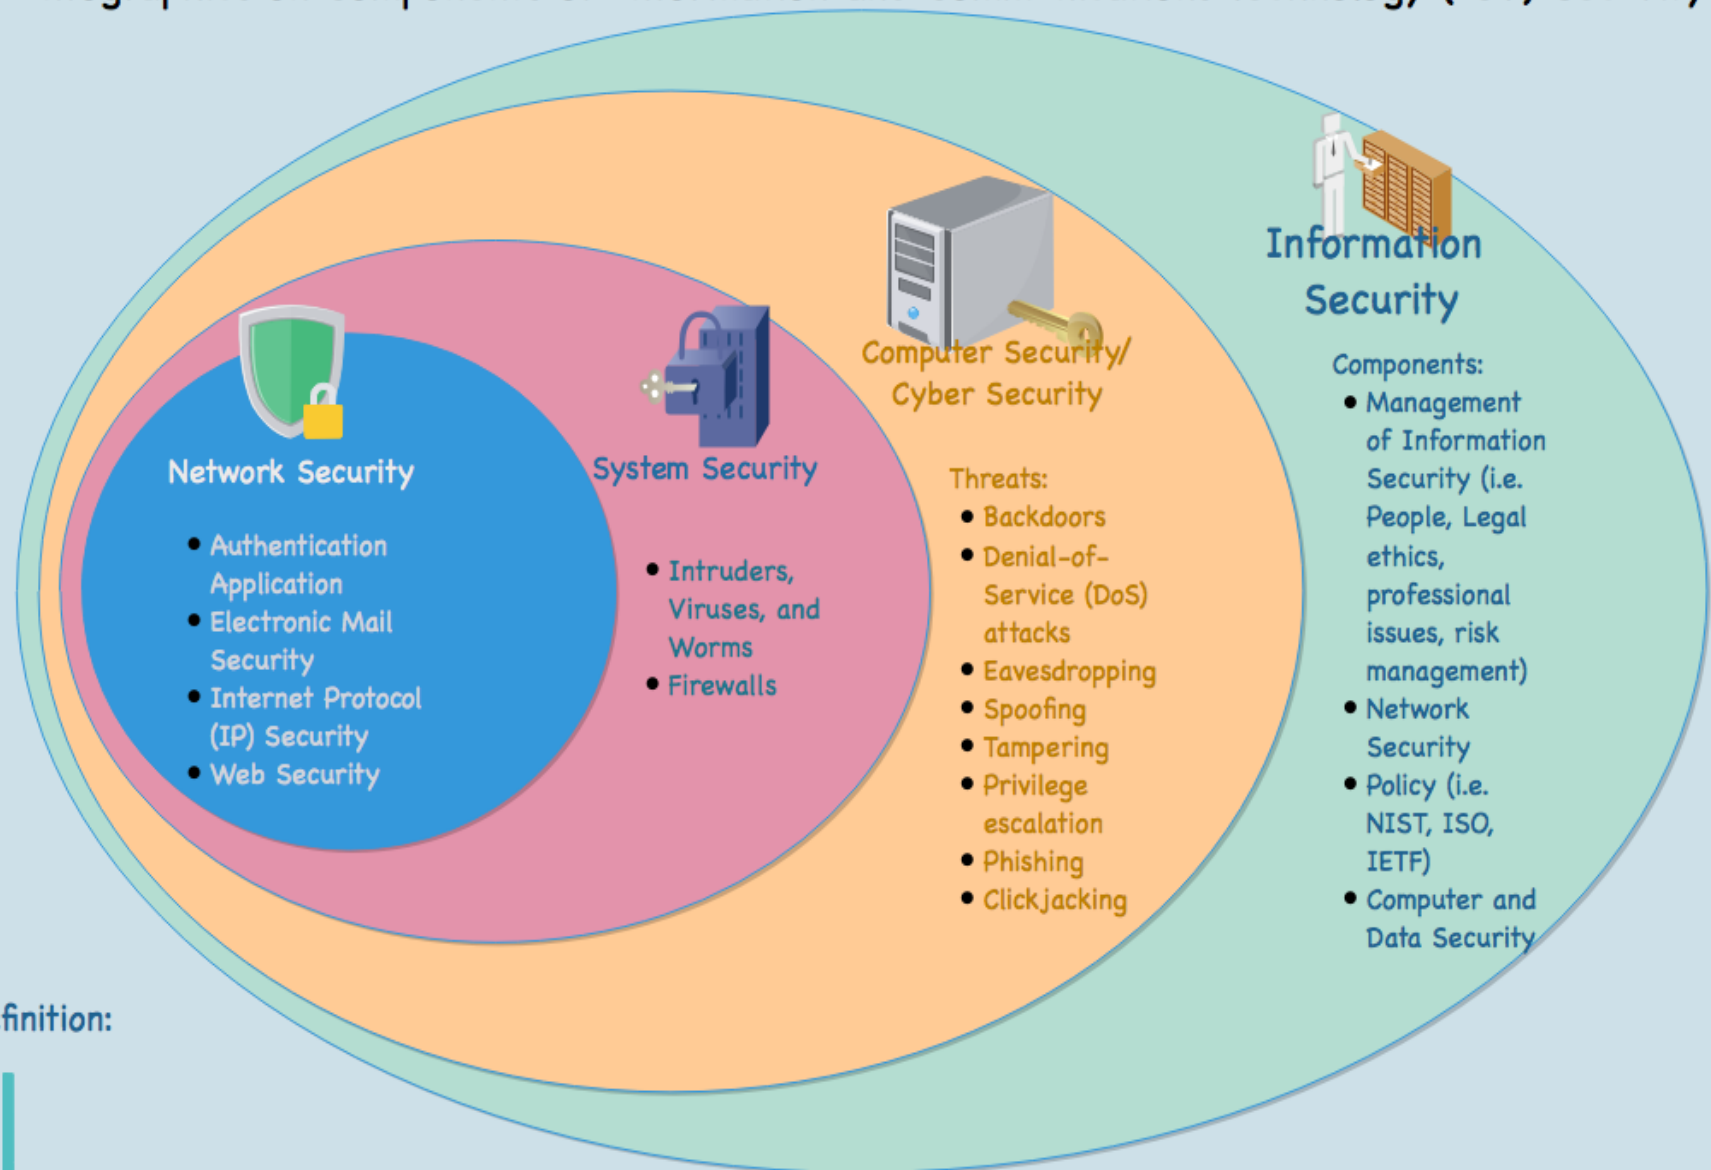 Network Security
• Authentication
Application
• Electronic Mail
Security
• Internet Protocol
(IP) Security
• Web Security
System Security
• Intruders,
Viruses, and
Worms
• Firewalls
Computer Security/
Cyber Security
Threats:
• Backdoors
• Denial-of-
Service (DoS)
attacks
• Eavesdropping
• Spoofing
• Tampering
• Privilege
escalation
• Phishing
• Clickjacking
Information
Security
Components:
• Management
of Information
Security (i.e.
People, Legal
ethics,
professional
issues, risk
management)
• Network
Security
• Policy (i.e.
NIST, ISO,
IETF)
• Computer and
Data Security
finition: